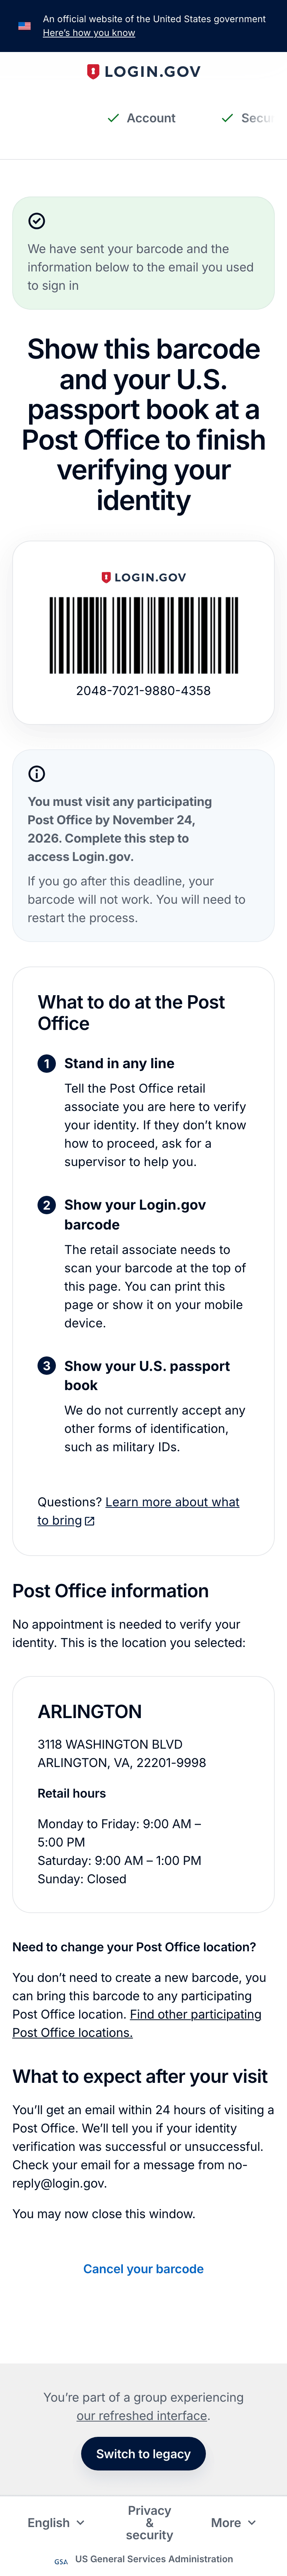 An official website of the United States government
Here's how you know
LOGIN.GOV
Account
Secu
We have sent your barcode and the
information below to the email you used
to sign in
Show this barcode
and your U.S.
passport book at a
Post Office to finish
verifying your
identity
LOGIN.GOV
2048-7021-9880-4358
You must visit any participating
Post Office by November 24,
2026. Complete this step to
access Login.gov.
If you go after this deadline, your
barcode will not work. You will need to
restart the process.
What to do at the Post
Office
1 Stand in any line
Tell the Post Office retail
associate you are here to verify
your identity. If they don't know
how to proceed, ask for a
supervisor to help you.
2 Show your Login.gov
barcode
The retail associate needs to
scan your barcode at the top of
this page. You can print this
page or show it on your mobile
device.
3 Show your U.S. passport
book
We do not currently accept any
other forms of identification,
such as military IDs.
Questions? Learn more about what
to bring
Post Office information
No appointment is needed to verify your
identity. This is the location you selected:
ARLINGTON
3118 WASHINGTON BLVD
ARLINGTON, VA, 22201-9998
Retail hours
Monday to Friday: 9:00 AM –
5:00 PM
Saturday: 9:00 AM – 1:00 PM
Sunday: Closed
Need to change your Post Office location?
You don't need to create a new barcode, you
can bring this barcode to any participating
Post Office location. Find other participating
Post Office locations.
What to expect after your visit
You'll get an email within 24 hours of visiting a
Post Office. We'll tell you if your identity
verification was successful or unsuccessful.
Check your email for a message from no-
reply@login.gov.
You may now close this window.
Cancel your barcode
You're part of a group experiencing
our refreshed interface.
Switch to legacy
English
Privacy
&
security
More
GSA US General Services Administration